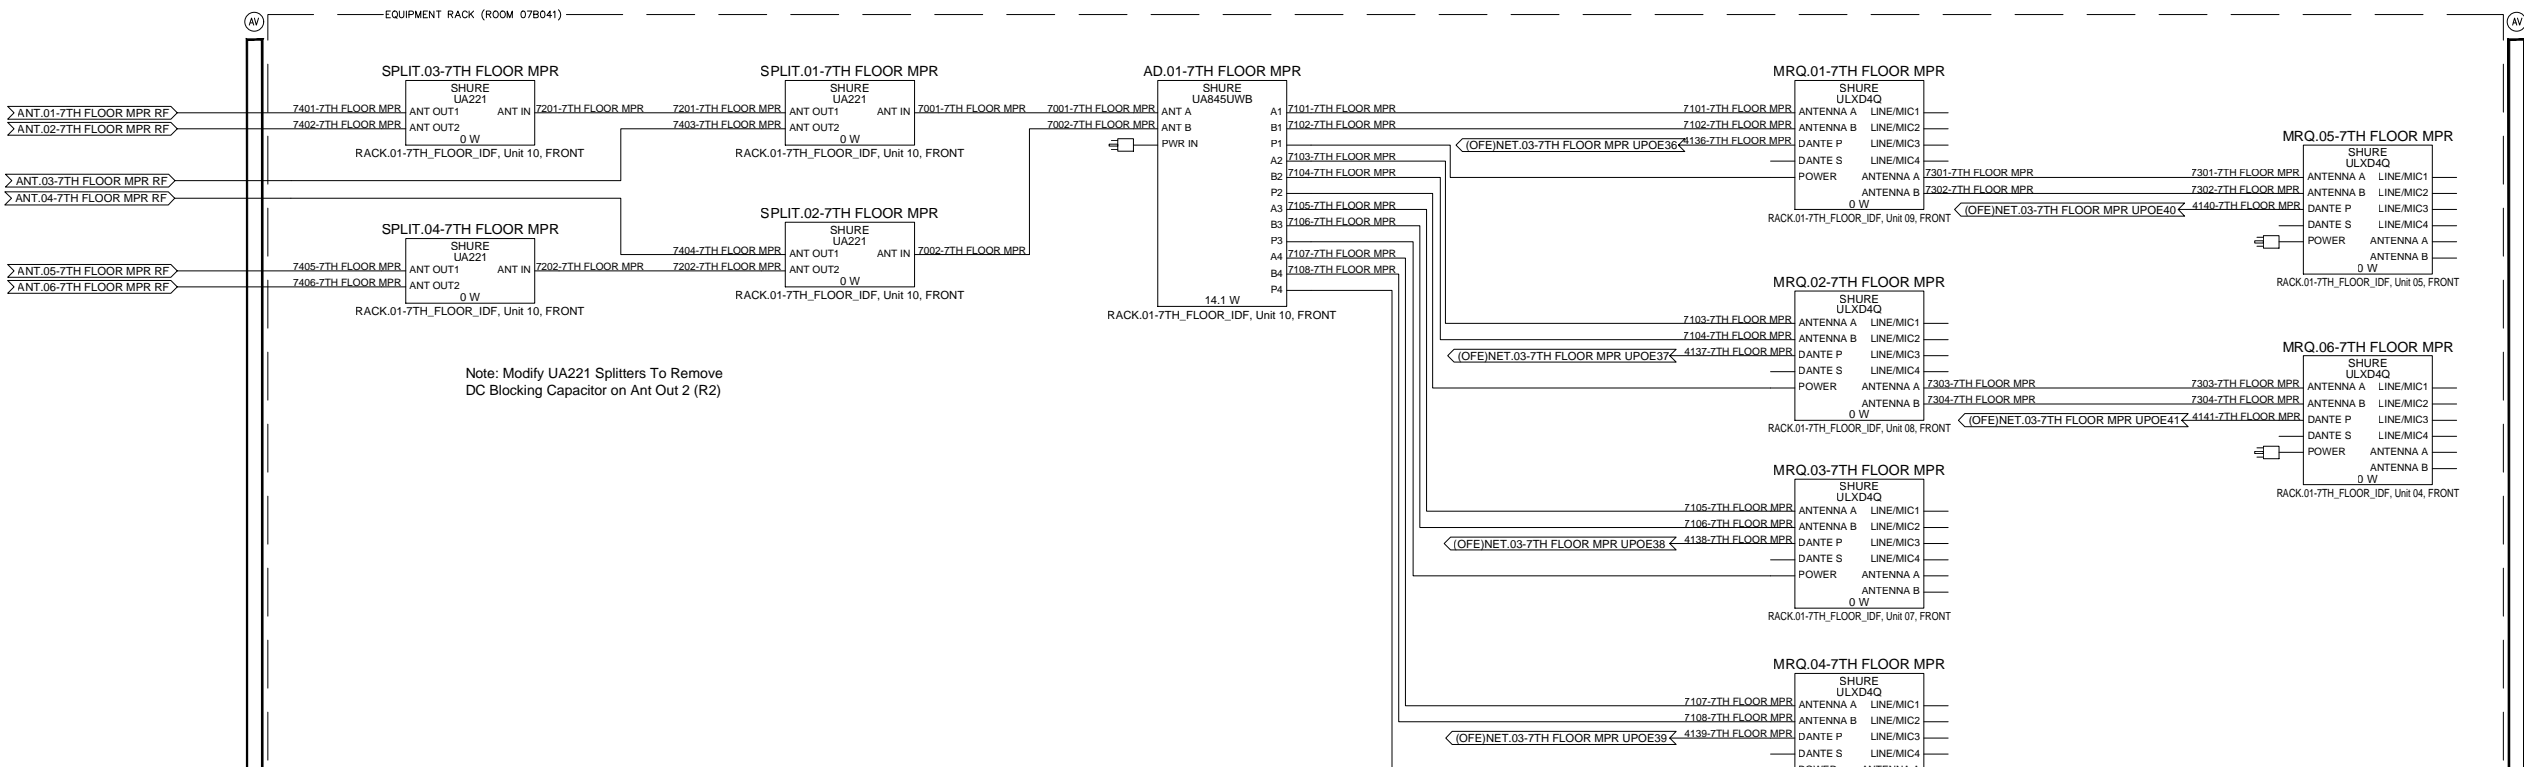 EQUIPMENT RACK (ROOM 07B041)
AV
AV
ANT.01-7TH FLOOR MPR RF
ANT.02-7TH FLOOR MPR RF
ANT.03-7TH FLOOR MPR RF
ANT.04-7TH FLOOR MPR RF
ANT.05-7TH FLOOR MPR RF
ANT.06-7TH FLOOR MPR RF
SPLIT.03-7TH FLOOR MPR
SHURE
UA221
7401-7TH FLOOR MPR ANT OUT1 ANT IN 7201-7TH FLOOR MPR
7402-7TH FLOOR MPR ANT OUT2
0 W
RACK.01-7TH_FLOOR_IDF, Unit 10, FRONT
SPLIT.04-7TH FLOOR MPR
SHURE
UA221
7405-7TH FLOOR MPR ANT OUT1 ANT IN 7202-7TH FLOOR MPR
7406-7TH FLOOR MPR ANT OUT2
0 W
RACK.01-7TH_FLOOR_IDF, Unit 10, FRONT
SPLIT.01-7TH FLOOR MPR
SHURE
UA221
7201-7TH FLOOR MPR ANT OUT1 ANT IN 7001-7TH FLOOR MPR
7403-7TH FLOOR MPR ANT OUT2
0 W
RACK.01-7TH_FLOOR_IDF, Unit 10, FRONT
SPLIT.02-7TH FLOOR MPR
SHURE
UA221
7404-7TH FLOOR MPR ANT OUT1 ANT IN 7002-7TH FLOOR MPR
7202-7TH FLOOR MPR ANT OUT2
0 W
RACK.01-7TH_FLOOR_IDF, Unit 10, FRONT
Note: Modify UA221 Splitters To Remove
DC Blocking Capacitor on Ant Out 2 (R2)
AD.01-7TH FLOOR MPR
SHURE
UA845UWB
7001-7TH FLOOR MPR ANT A A1 7101-7TH FLOOR MPR
7002-7TH FLOOR MPR ANT B B1 7102-7TH FLOOR MPR
PWR IN P1
A2 7103-7TH FLOOR MPR
B2 7104-7TH FLOOR MPR
P2
A3 7105-7TH FLOOR MPR
B3 7106-7TH FLOOR MPR
P3
A4 7107-7TH FLOOR MPR
B4 7108-7TH FLOOR MPR
P4
14.1 W
RACK.01-7TH_FLOOR_IDF, Unit 10, FRONT
MRQ.01-7TH FLOOR MPR
SHURE
ULXD4Q
7101-7TH FLOOR MPR ANTENNA A LINE/MIC1
7102-7TH FLOOR MPR ANTENNA B LINE/MIC2
(OFE)NET.03-7TH FLOOR MPR UPOE36 4136-7TH FLOOR MPR DANTE P LINE/MIC3
DANTE S LINE/MIC4
POWER ANTENNA A 7301-7TH FLOOR MPR
ANTENNA B 7302-7TH FLOOR MPR
0 W
RACK.01-7TH_FLOOR_IDF, Unit 09, FRONT
MRQ.02-7TH FLOOR MPR
SHURE
ULXD4Q
7103-7TH FLOOR MPR ANTENNA A LINE/MIC1
7104-7TH FLOOR MPR ANTENNA B LINE/MIC2
(OFE)NET.03-7TH FLOOR MPR UPOE37 4137-7TH FLOOR MPR DANTE P LINE/MIC3
DANTE S LINE/MIC4
POWER ANTENNA A 7303-7TH FLOOR MPR
ANTENNA B 7304-7TH FLOOR MPR
0 W
RACK.01-7TH_FLOOR_IDF, Unit 08, FRONT
MRQ.03-7TH FLOOR MPR
SHURE
ULXD4Q
7105-7TH FLOOR MPR ANTENNA A LINE/MIC1
7106-7TH FLOOR MPR ANTENNA B LINE/MIC2
(OFE)NET.03-7TH FLOOR MPR UPOE38 4138-7TH FLOOR MPR DANTE P LINE/MIC3
DANTE S LINE/MIC4
POWER ANTENNA A
ANTENNA B
0 W
RACK.01-7TH_FLOOR_IDF, Unit 07, FRONT
MRQ.04-7TH FLOOR MPR
SHURE
ULXD4Q
7107-7TH FLOOR MPR ANTENNA A LINE/MIC1
7108-7TH FLOOR MPR ANTENNA B LINE/MIC2
(OFE)NET.03-7TH FLOOR MPR UPOE39 4139-7TH FLOOR MPR DANTE P LINE/MIC3
DANTE S LINE/MIC4
MRQ.05-7TH FLOOR MPR
SHURE
ULXD4Q
7301-7TH FLOOR MPR ANTENNA A LINE/MIC1
7302-7TH FLOOR MPR ANTENNA B LINE/MIC2
(OFE)NET.03-7TH FLOOR MPR UPOE40 4140-7TH FLOOR MPR DANTE P LINE/MIC3
DANTE S LINE/MIC4
POWER ANTENNA A
ANTENNA B
0 W
RACK.01-7TH_FLOOR_IDF, Unit 05, FRONT
MRQ.06-7TH FLOOR MPR
SHURE
ULXD4Q
7303-7TH FLOOR MPR ANTENNA A LINE/MIC1
7304-7TH FLOOR MPR ANTENNA B LINE/MIC2
(OFE)NET.03-7TH FLOOR MPR UPOE41 4141-7TH FLOOR MPR DANTE P LINE/MIC3
DANTE S LINE/MIC4
POWER ANTENNA A
ANTENNA B
0 W
RACK.01-7TH_FLOOR_IDF, Unit 04, FRONT